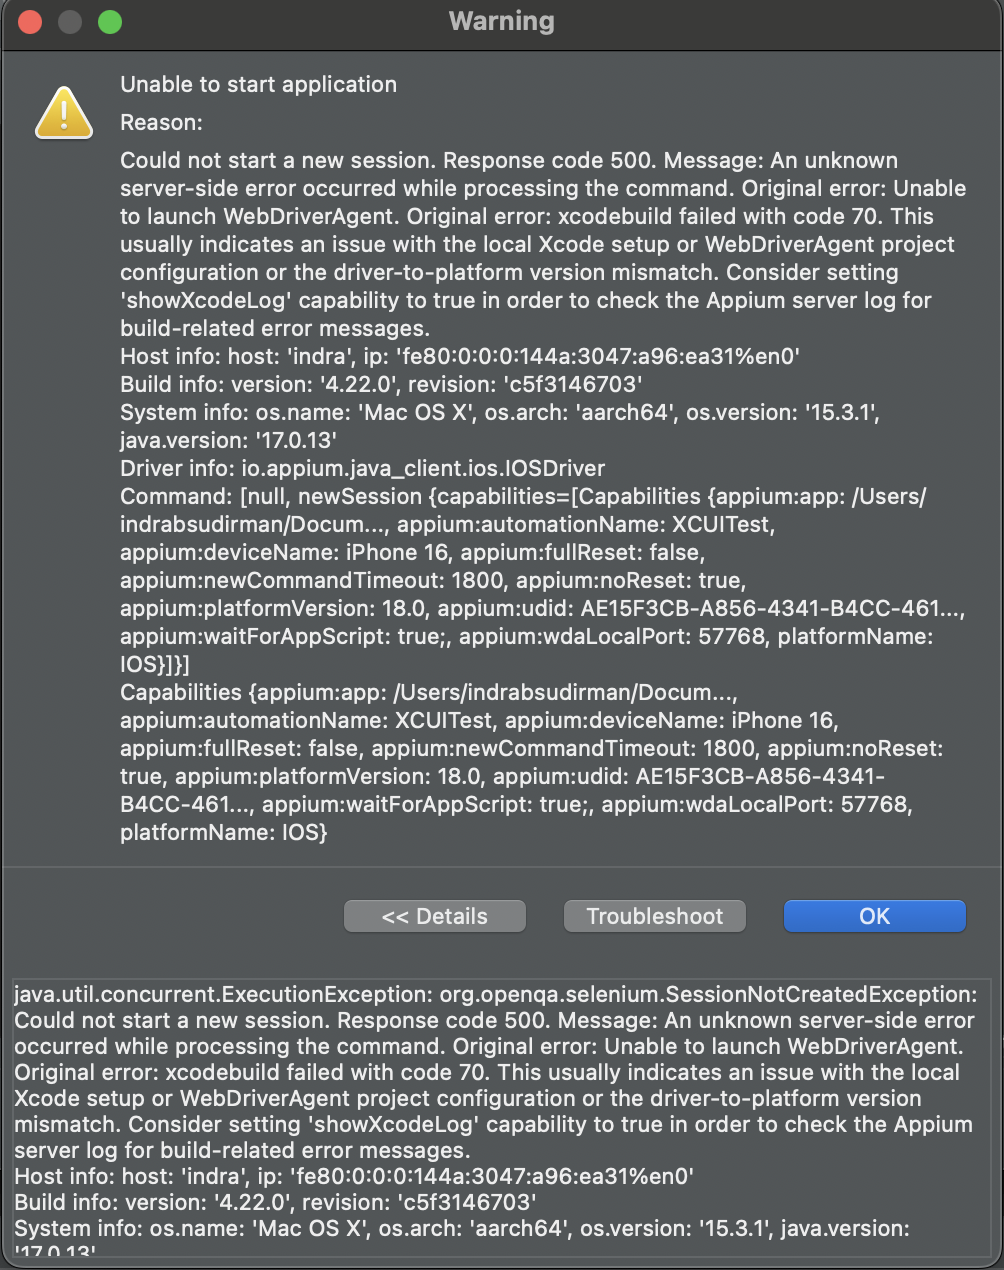 Warning
Unable to start application
Reason:
Could not start a new session. Response code 500. Message: An unknown
server-side error occurred while processing the command. Original error: Unable
to launch WebDriverAgent. Original error: xcodebuild failed with code 70. This
usually indicates an issue with the local Xcode setup or WebDriverAgent project
configuration or the driver-to-platform version mismatch. Consider setting
'showXcodeLog' capability to true in order to check the Appium server log for
build-related error messages.
Host info: host: 'indra', ip: 'fe80:0:0:0:144a:3047:a96:ea31%en0'
Build info: version: '4.22.0', revision: 'c5f3146703'
System info: os.name: 'Mac OS X', os.arch: 'aarch64', os.version: '15.3.1',
java.version: '17.0.13'
Driver info: io.appium.java_client.ios.IOSDriver
Command: [null, newSession {capabilities=[Capabilities {appium:app: /Users/
indrabsudirman/Docum..., appium:automationName: XCUITest,
appium:deviceName: iPhone 16, appium:fullReset: false,
appium:newCommandTimeout: 1800, appium:noReset: true,
appium:platformVersion: 18.0, appium:udid: AE15F3CB-A856-4341-B4CC-461...,
appium:waitForAppScript: true;, appium:wdaLocalPort: 57768, platformName:
IOS}]}]
Capabilities {appium:app: /Users/indrabsudirman/Docum...,
appium:automationName: XCUITest, appium:deviceName: iPhone 16,
appium:fullReset: false, appium:newCommandTimeout: 1800, appium:noReset:
true, appium:platformVersion: 18.0, appium:udid: AE15F3CB-A856-4341-
B4CC-461..., appium:waitForAppScript: true;, appium:wdaLocalPort: 57768,
platformName: IOS}
<< Details
Troubleshoot
OK
java.util.concurrent.ExecutionException: org.openqa.selenium.SessionNotCreatedException:
Could not start a new session. Response code 500. Message: An unknown server-side error
occurred while processing the command. Original error: Unable to launch WebDriverAgent.
Original error: xcodebuild failed with code 70. This usually indicates an issue with the local
Xcode setup or WebDriverAgent project configuration or the driver-to-platform version
mismatch. Consider setting 'showXcodeLog' capability to true in order to check the Appium
server log for build-related error messages.
Host info: host: 'indra', ip: 'fe80:0:0:0:144a:3047:a96:ea31%en0'
Build info: version: '4.22.0', revision: 'c5f3146703'
System info: os.name: 'Mac OS X', os.arch: 'aarch64', os.version: '15.3.1', java.version:
'17.0.13'